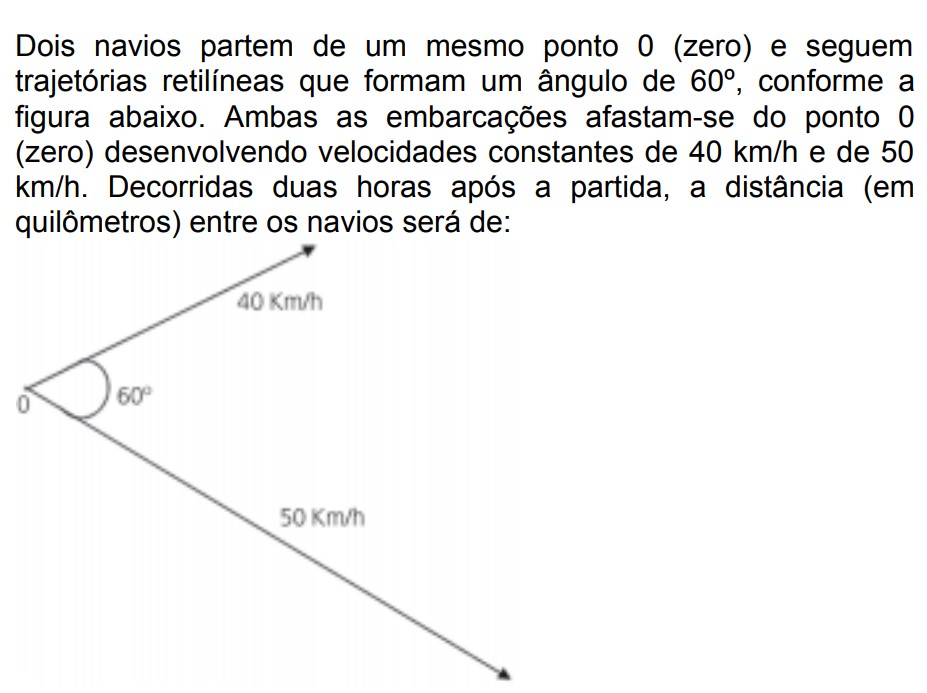 Dois navios partem de um mesmo ponto 0 (zero) e seguem
trajetórias retilíneas que formam um ângulo de 60º, conforme a
figura abaixo. Ambas as embarcações afastam-se do ponto 0
(zero) desenvolvendo velocidades constantes de 40 km/h e de 50
km/h. Decorridas duas horas após a partida, a distância (em
quilômetros) entre os navios será de:
40 Km/h
60º
0
50 Km/h